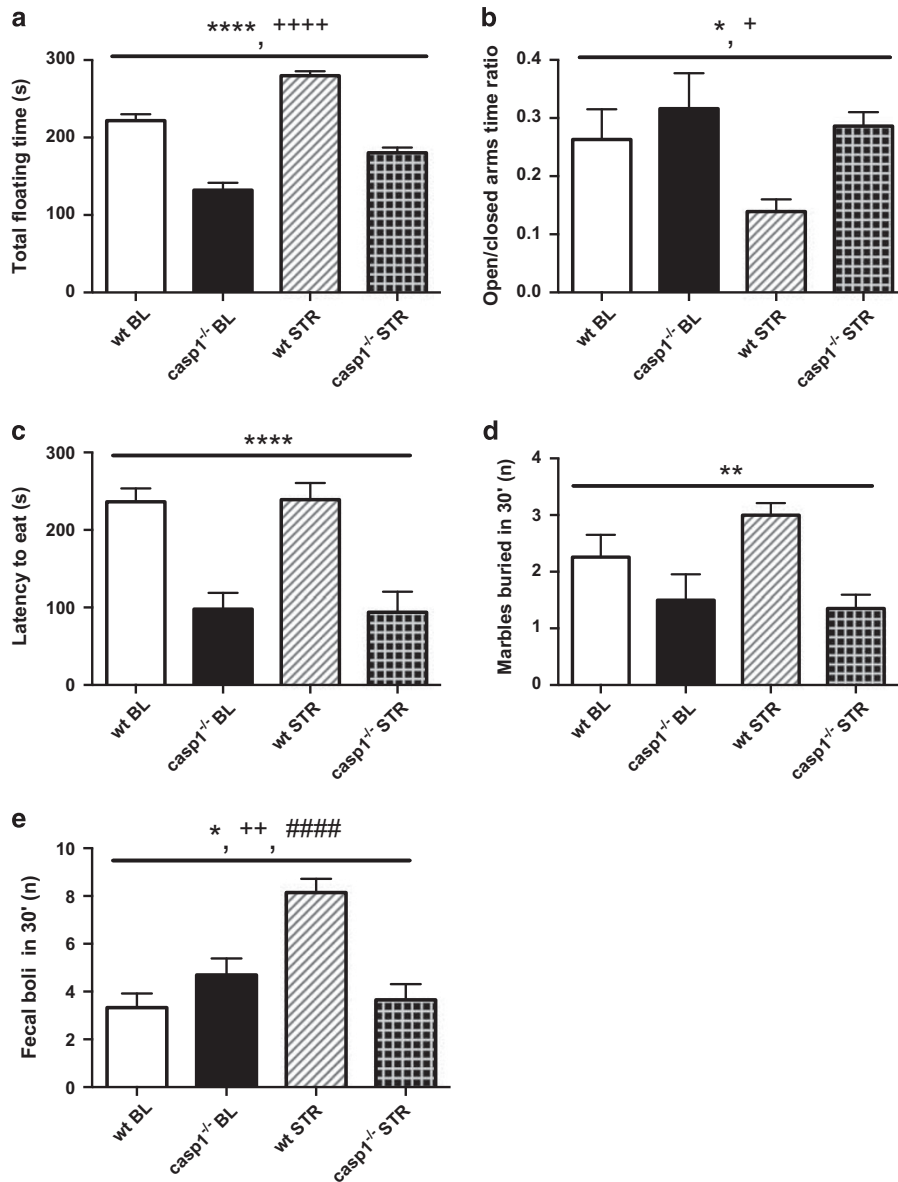 a
****, ++++
Total floating time (s)
300
200
100
0
wt BL
casp1-/- BL
wt STR
casp1-/- STR
b
*, +
Open/closed arms time ratio
0.4
0.3
0.2
0.1
0.0
wt BL
casp1-/- BL
wt STR
casp1-/- STR
c
****
Latency to eat (s)
300
200
100
0
wt BL
casp1-/- BL
wt STR
casp1-/- STR
d
**
Marbles buried in 30' (n)
4
3
2
1
0
wt BL
casp1-/- BL
wt STR
casp1-/- STR
e
*, ++, ####
Fecal boli in 30' (n)
10
8
6
4
2
0
wt BL
casp1-/- BL
wt STR
casp1-/- STR